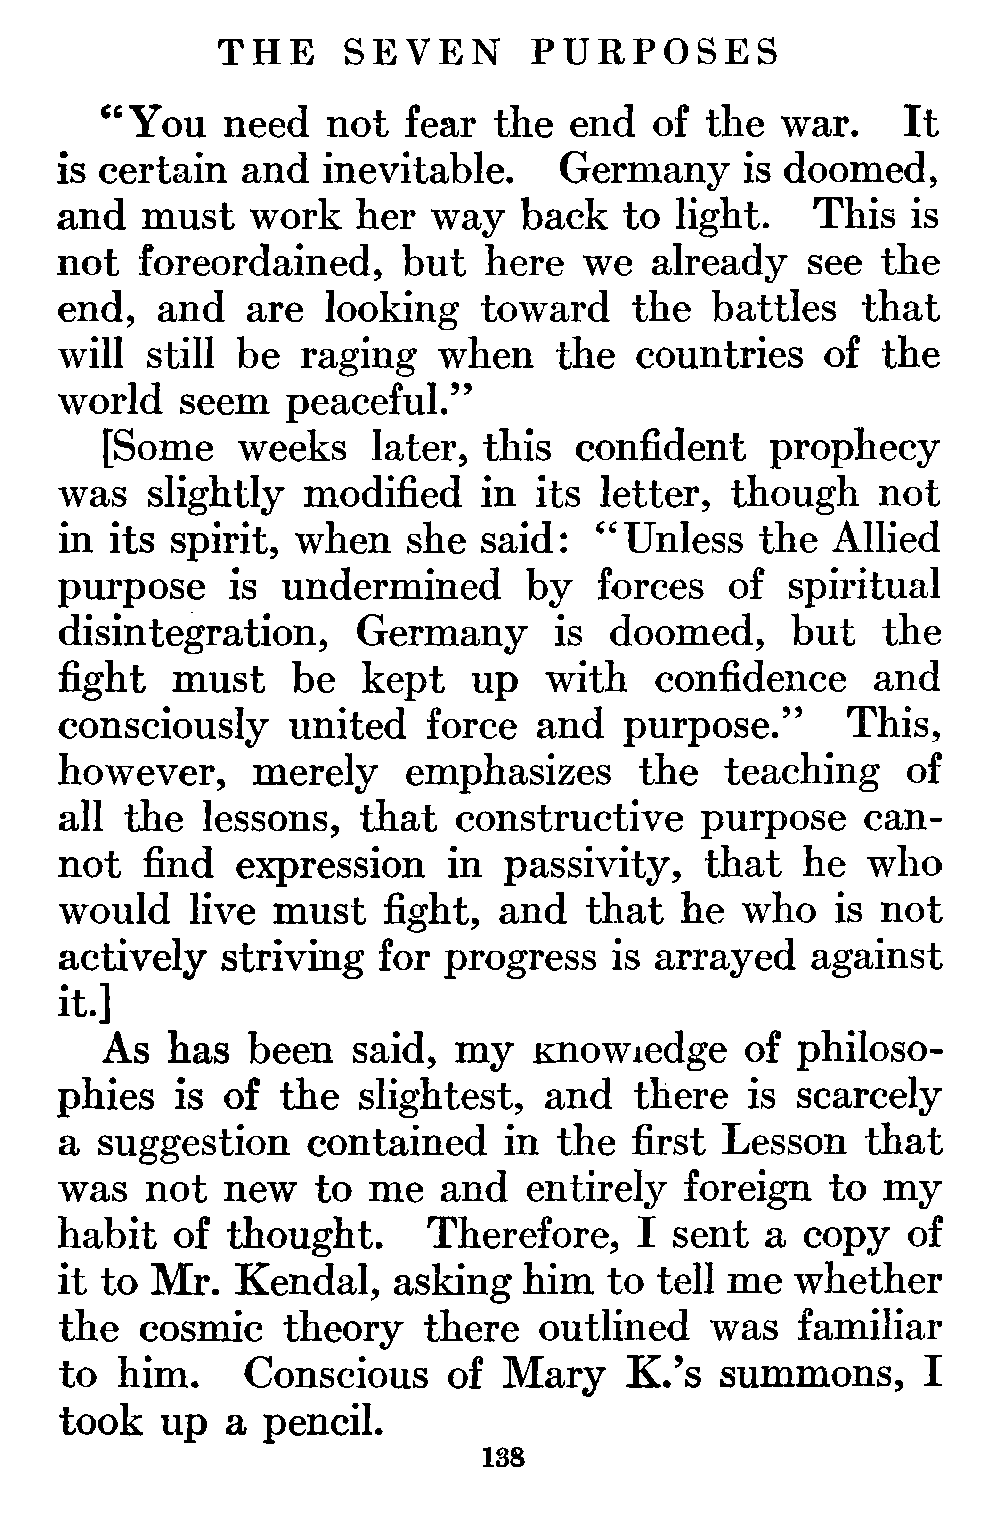 THE SEVEN PURPOSES
“You need not fear the end of the war. It
is certain and inevitable. Germany is doomed,
and must work her way back to light. This is
not foreordained, but here we already see the
end, and are looking toward the battles that
will still be raging when the countries of the
world seem peaceful.”
[Some weeks later, this confident prophecy
was slightly modified in its letter, though not
in its spirit, when she said: “Unless the Allied
purpose is undermined by forces of spiritual
disintegration, Germany is doomed, but the
fight must be kept up with confidence and
consciously united force and purpose.” This,
however, merely emphasizes the teaching of
all the lessons, that constructive purpose can-
not find expression in passivity, that he who
would live must fight, and that he who is not
actively striving for progress is arrayed against
it.]
As has been said, my knowledge of philoso-
phies is of the slightest, and there is scarcely
a suggestion contained in the first Lesson that
was not new to me and entirely foreign to my
habit of thought. Therefore, I sent a copy of
it to Mr. Kendal, asking him to tell me whether
the cosmic theory there outlined was familiar
to him. Conscious of Mary K.’s summons, I
took up a pencil.
138